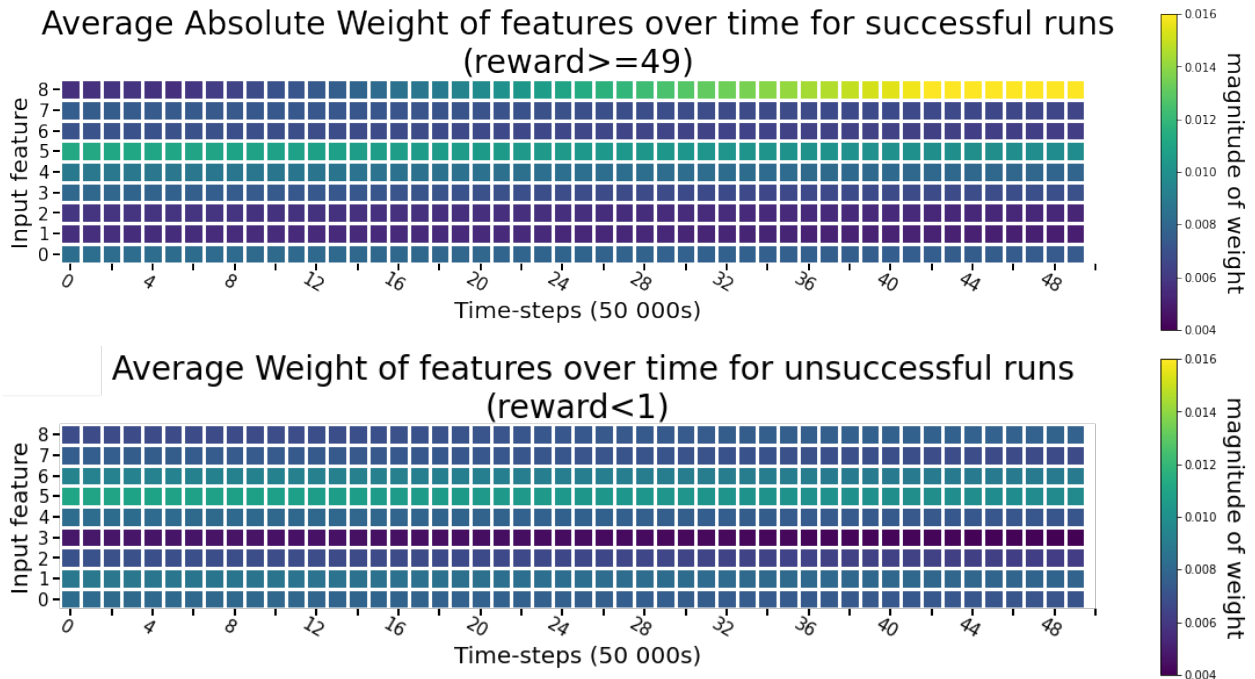 Average Absolute Weight of features over time for successful runs
(reward>=49)
Input feature
8
7
6
5
4
3
2
1
0
0 4 8 12 16 20 24 28 32 36 40 44 48
Time-steps (50 000s)
0.016
0.014
0.012
0.010
0.008
0.006
0.004
magnitude of weight
Average Weight of features over time for unsuccessful runs
(reward<1)
Input feature
8
7
6
5
4
3
2
1
0
0 4 8 12 16 20 24 28 32 36 40 44 48
Time-steps (50 000s)
0.016
0.014
0.012
0.010
0.008
0.006
0.004
magnitude of weight